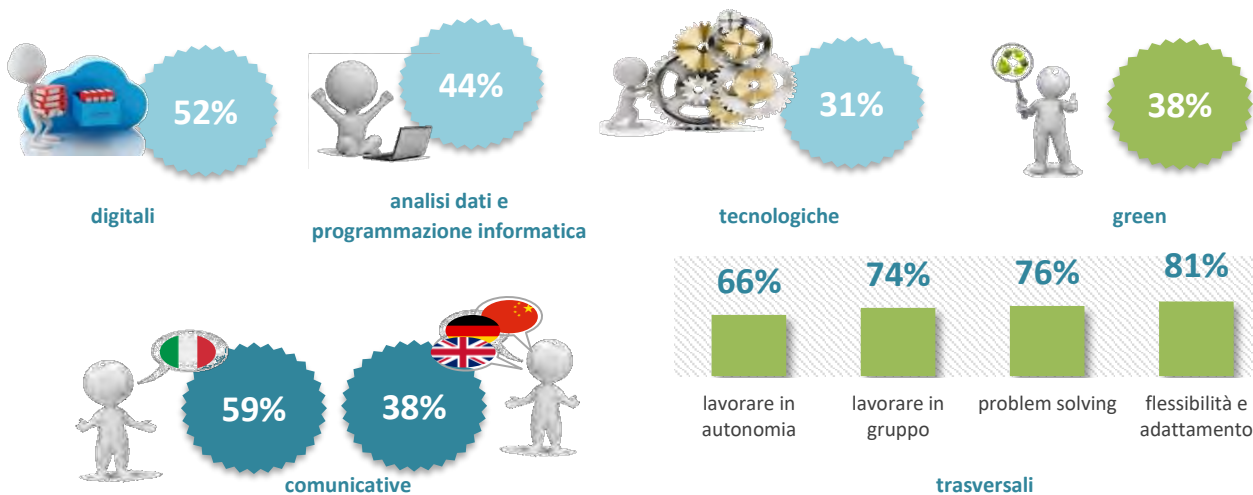 52%
44%
31%
38%
digitali
analisi dati e
programmazione informatica
tecnologiche
green
66%
74%
76%
81%
lavorare in
autonomia
lavorare in
gruppo
problem solving
flessibilità e
adattamento
59%
38%
comunicative
trasversali